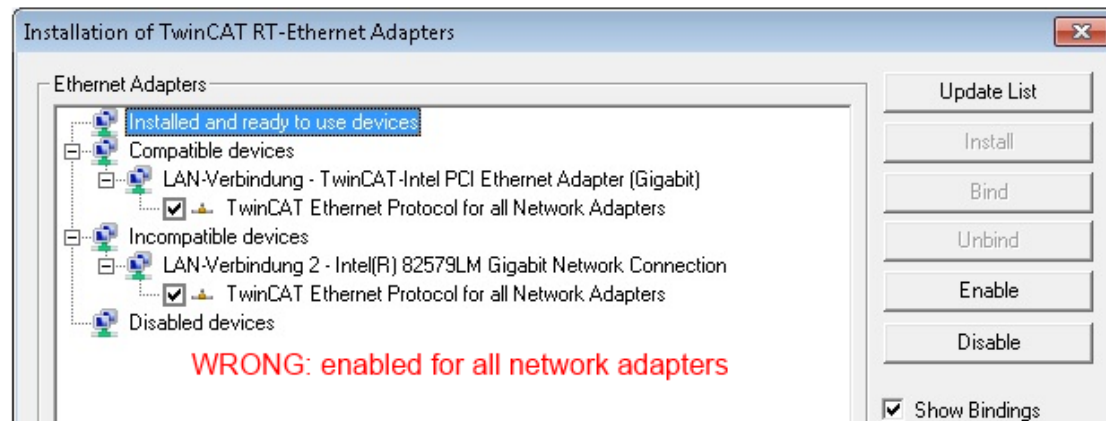 Installation of TwinCAT RT-Ethernet Adapters
Ethernet Adapters
Installed and ready to use devices
Compatible devices
LAN-Verbindung - TwinCAT-Intel PCI Ethernet Adapter (Gigabit)
TwinCAT Ethernet Protocol for all Network Adapters
Incompatible devices
LAN-Verbindung 2 - Intel(R) 82579LM Gigabit Network Connection
TwinCAT Ethernet Protocol for all Network Adapters
Disabled devices
WRONG: enabled for all network adapters
Update List
Install
Bind
Unbind
Enable
Disable
Show Bindings